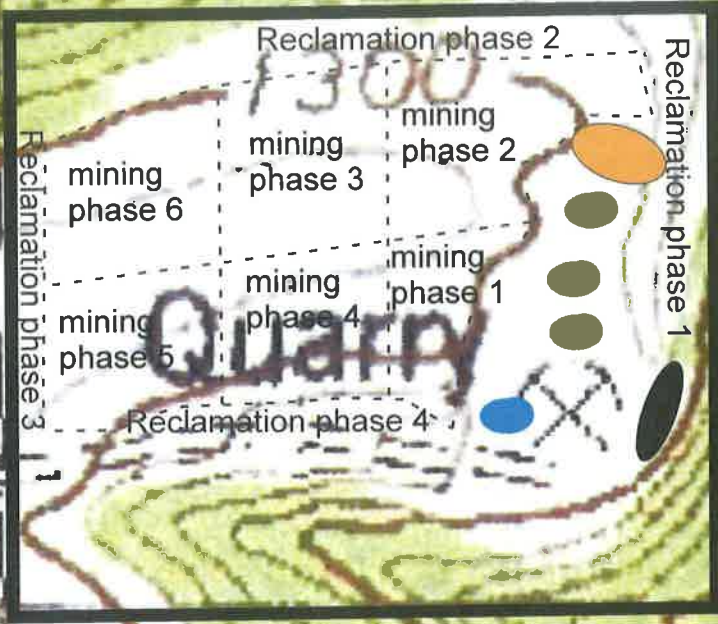 Reclamation phase 2
1300
Reclamation phase 1
mining
phase 2
mining
phase 3
mining
phase 6
mining
phase 1
mining
phase 4
mining
phase 5
Quarry
Reclamation phase 3
Reclamation phase 4